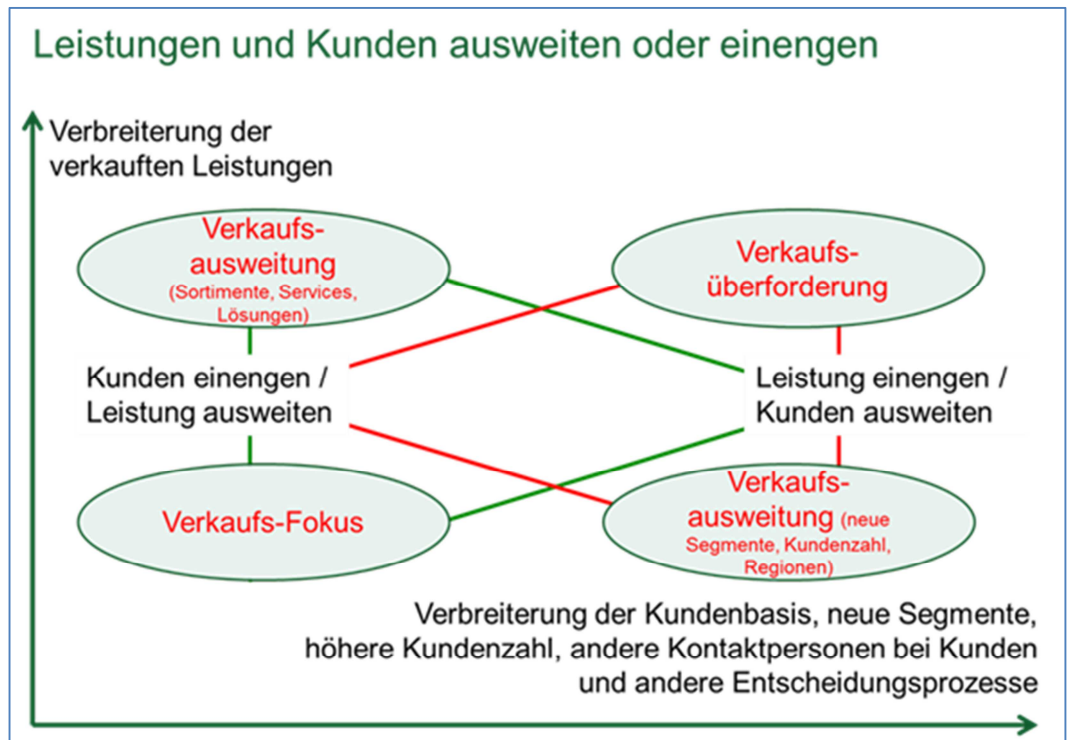 Leistungen und Kunden ausweiten oder einengen
Verbreiterung der
verkauften Leistungen
Verkaufs-
ausweitung
(Sortimente, Services,
Lösungen)
Verkaufs-
überforderung
Kunden einengen /
Leistung ausweiten
Leistung einengen /
Kunden ausweiten
Verkaufs-Fokus
Verkaufs-
ausweitung (neue
Segmente, Kundenzahl,
Regionen)
Verbreiterung der Kundenbasis, neue Segmente,
höhere Kundenzahl, andere Kontaktpersonen bei Kunden
und andere Entscheidungsprozesse